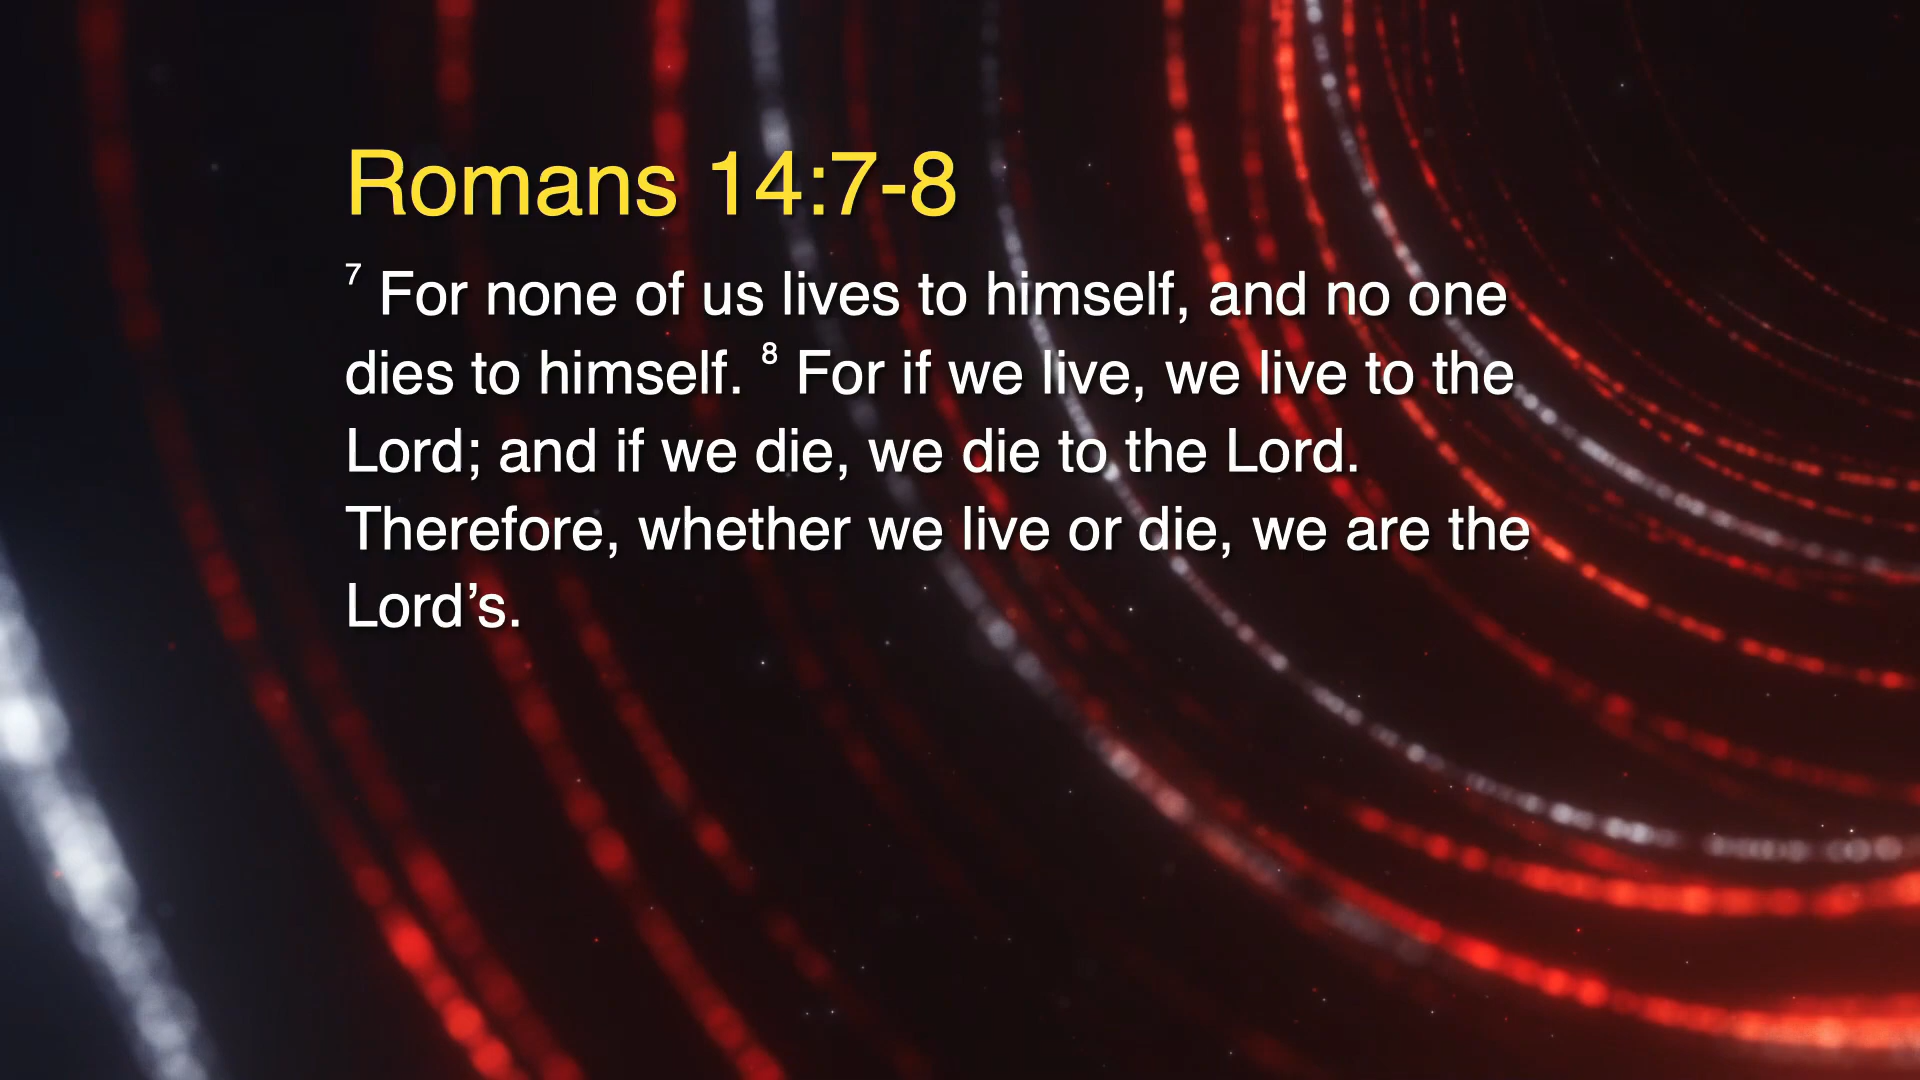 Romans 14:7-8
7 For none of us lives to himself, and no one
dies to himself. 8 For if we live, we live to the
Lord; and if we die, we die to the Lord.
Therefore, whether we live or die, we are the
Lord’s.